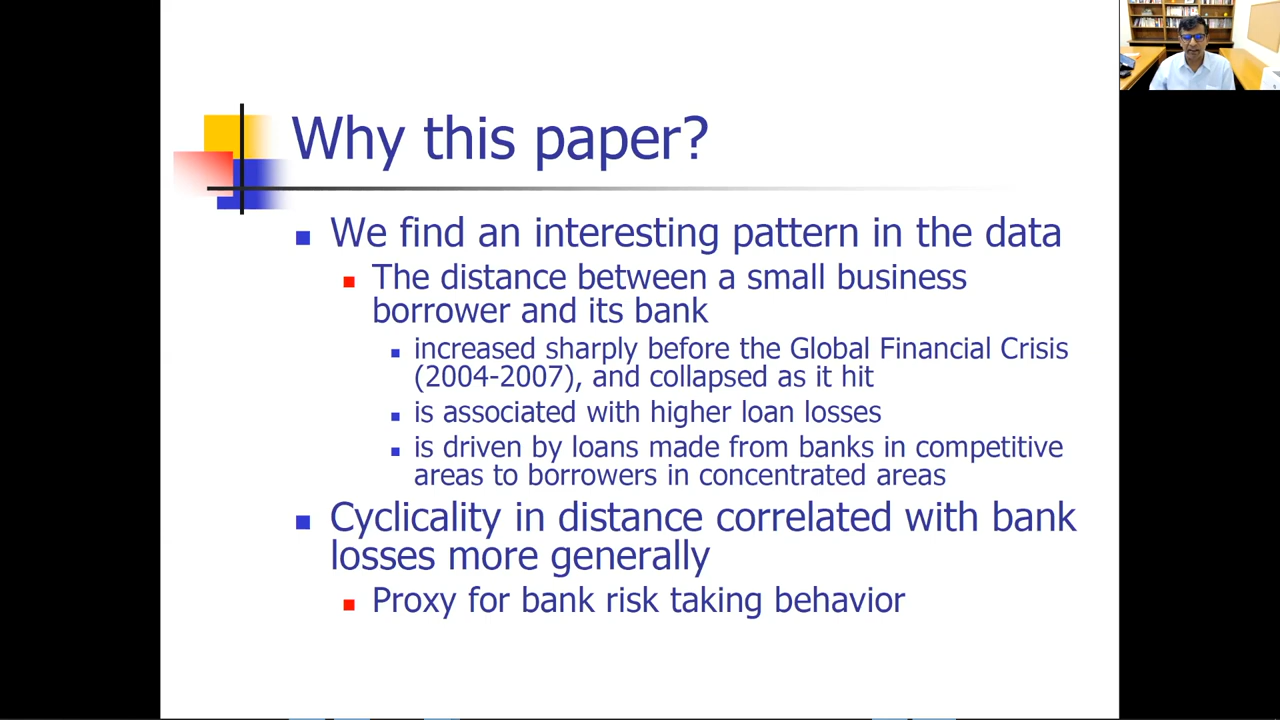 Why this paper?
We find an interesting pattern in the data
The distance between a small business
borrower and its bank
increased sharply before the Global Financial Crisis
(2004-2007), and collapsed as it hit
is associated with higher loan losses
is driven by loans made from banks in competitive
areas to borrowers in concentrated areas
Cyclicality in distance correlated with bank
losses more generally
Proxy for bank risk taking behavior